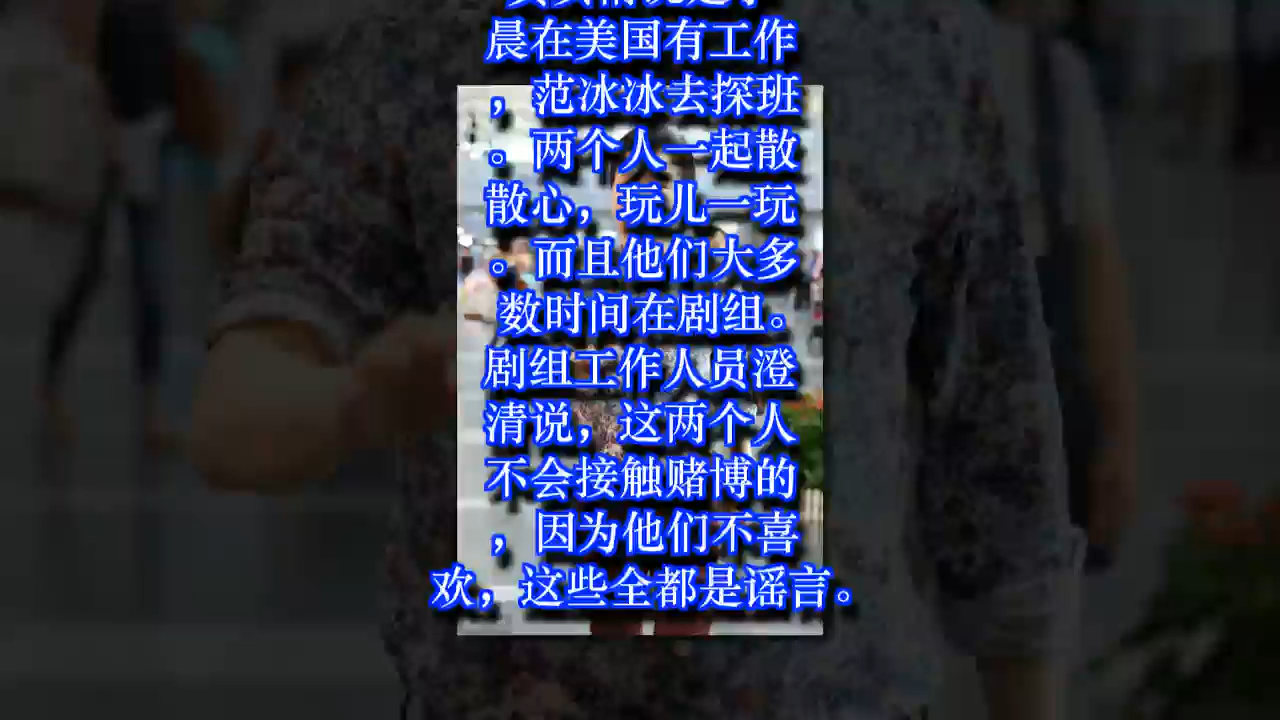 晨在美国有工作
，范冰冰去探班
。两个人一起散
散心，玩儿一玩
。而且他们大多
数时间在剧组。
剧组工作人员澄
清说，这两个人
不会接触赌博的
，因为他们不喜
欢，这些全都是谣言。